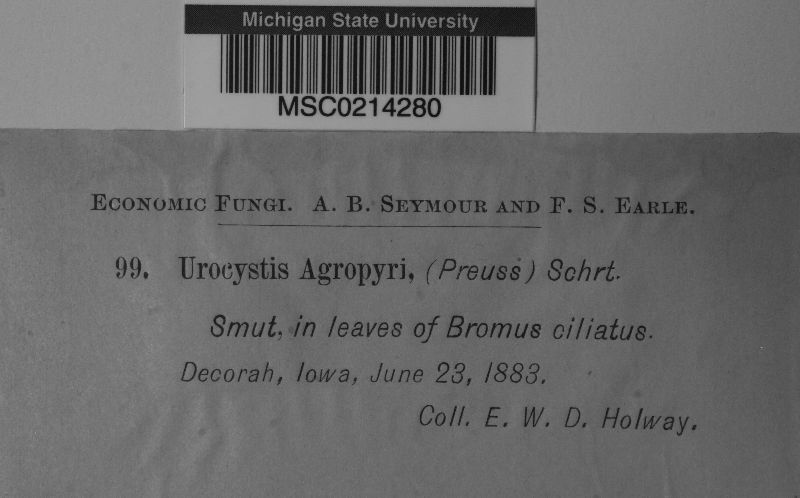 Michigan State University
MSC0214280
Economic Fungi. A. B. Seymour and F. S. Earle.
99. Urocystis Agropyri, (Preuss) Schrt.
Smut, in leaves of Bromus ciliatus.
Decorah, Iowa, June 23, 1883.
Coll. E. W. D. Holway.